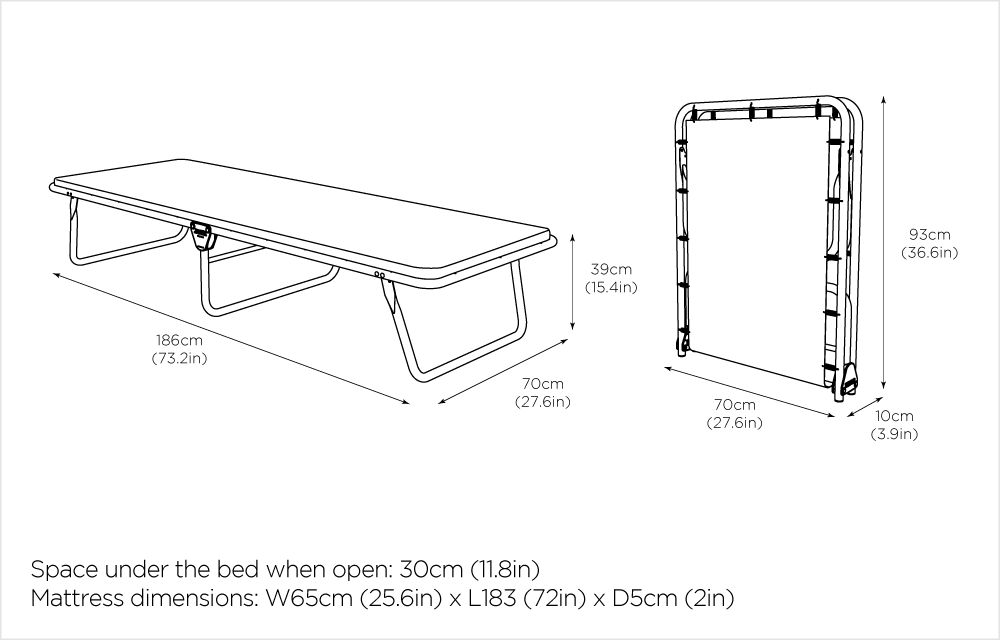 186cm
(73.2in)
39cm
(15.4in)
70cm
(27.6in)
93cm
(36.6in)
70cm
(27.6in)
10cm
(3.9in)
Space under the bed when open: 30cm (11.8in)
Mattress dimensions: W65cm (25.6in) x L183 (72in) x D5cm (2in)